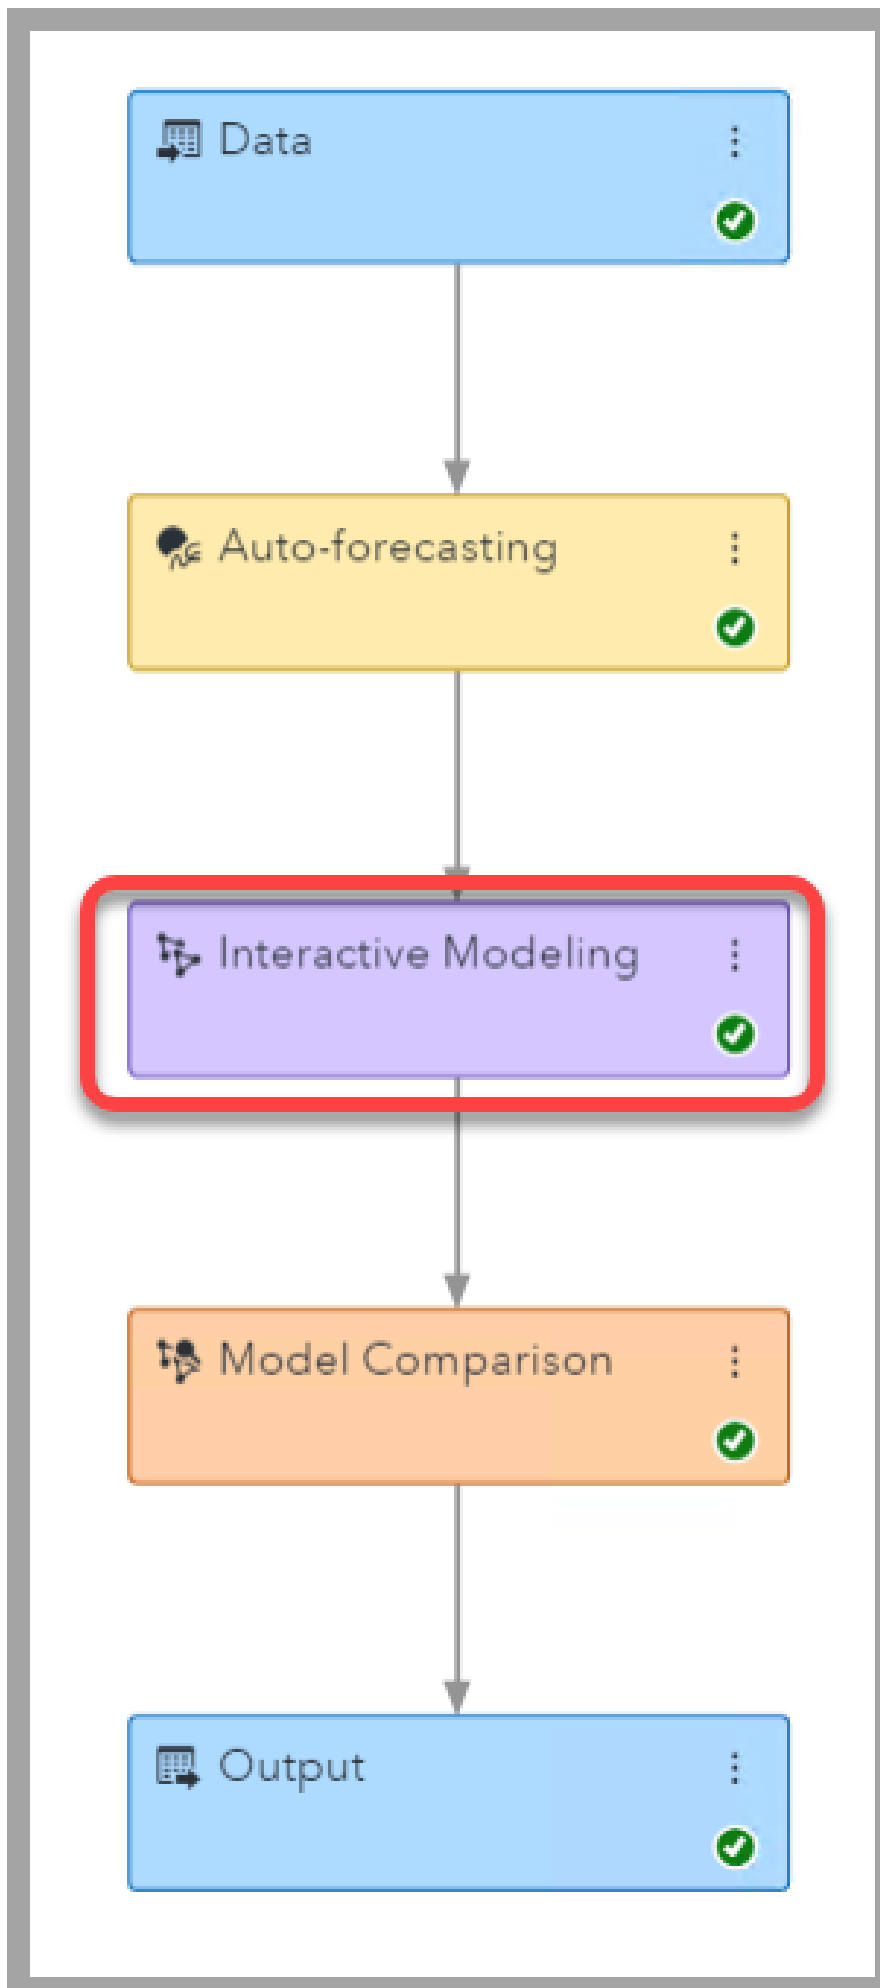 Data
Auto-forecasting
Interactive Modeling
Model Comparison
Output